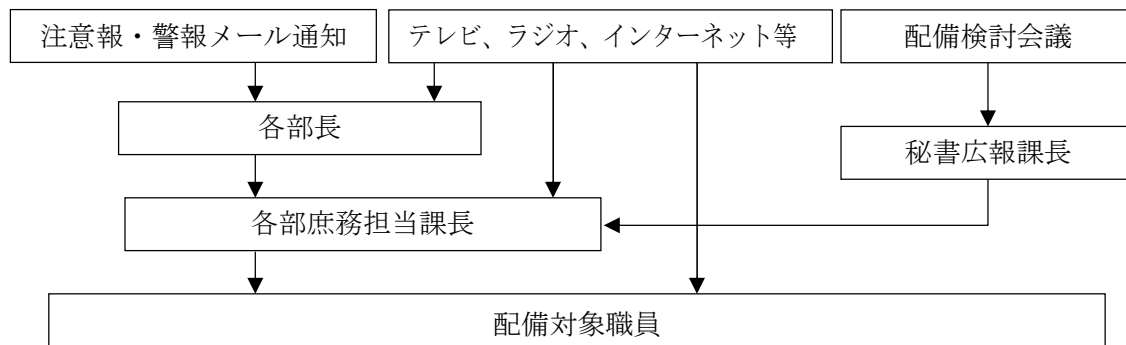 注意報・警報メール通知
テレビ、ラジオ、インターネット等
配備検討会議
各部長
秘書広報課長
各部庶務担当課長
配備対象職員